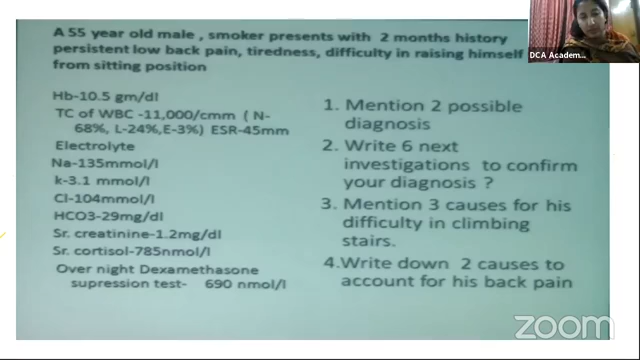 A 55 year old male , smoker presents with 2 months history
persistent low back pain, tiredness, difficulty in raising himself
from sitting position
Hb-10.5 gm/dl
TC of WBC -11,000/cmm ( N-
68%, L-24%,E-3%) ESR-45mm
Electrolyte
Na-135mmol/l
k-3.1 mmol/l
Cl-104mmol/l
HCO3-29mg/dl
Sr. creatinine-1.2mg/dl
Sr. cortisol-785nmol/l
Over night Dexamethasone
supression test- 690 nmol/l
1. Mention 2 possible
diagnosis
2. Write 6 next
investigations to confirm
your diagnosis ?
3. Mention 3 causes for his
difficulty in climbing
stairs.
4.Write down 2 causes to
account for his back pain
DCA Academ...
zoom